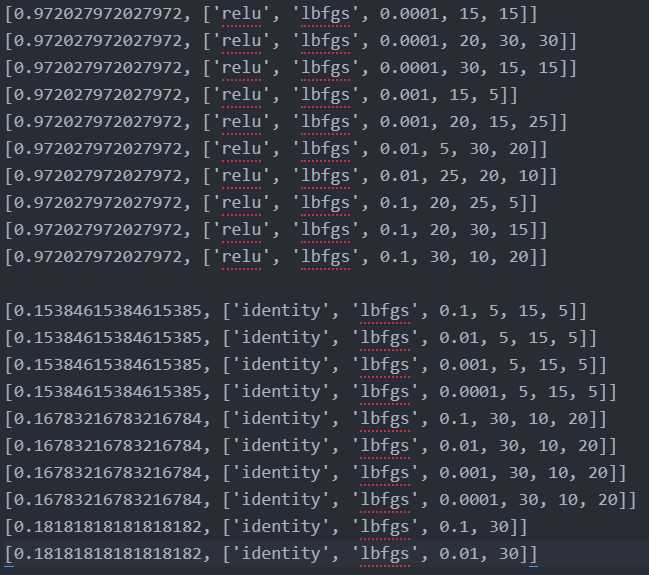 [0.972027972027972, ['relu', 'lbfgs', 0.0001, 15, 15]]
[0.972027972027972, ['relu', 'lbfgs', 0.0001, 20, 30, 30]]
[0.972027972027972, ['relu', 'lbfgs', 0.0001, 30, 15, 15]]
[0.972027972027972, ['relu', 'lbfgs', 0.001, 15, 5]]
[0.972027972027972, ['relu', 'lbfgs', 0.001, 20, 15, 25]]
[0.972027972027972, ['relu', 'lbfgs', 0.01, 5, 30, 20]]
[0.972027972027972, ['relu', 'lbfgs', 0.01, 25, 20, 10]]
[0.972027972027972, ['relu', 'lbfgs', 0.1, 20, 25, 5]]
[0.972027972027972, ['relu', 'lbfgs', 0.1, 20, 30, 15]]
[0.972027972027972, ['relu', 'lbfgs', 0.1, 30, 10, 20]]
[0.15384615384615385, ['identity', 'lbfgs', 0.1, 5, 15, 5]]
[0.15384615384615385, ['identity', 'lbfgs', 0.01, 5, 15, 5]]
[0.15384615384615385, ['identity', 'lbfgs', 0.001, 5, 15, 5]]
[0.15384615384615385, ['identity', 'lbfgs', 0.0001, 5, 15, 5]]
[0.16783216783216784, ['identity', 'lbfgs', 0.1, 30, 10, 20]]
[0.16783216783216784, ['identity', 'lbfgs', 0.01, 30, 10, 20]]
[0.16783216783216784, ['identity', 'lbfgs', 0.001, 30, 10, 20]]
[0.16783216783216784, ['identity', 'lbfgs', 0.0001, 30, 10, 20]]
[0.18181818181818182, ['identity', 'lbfgs', 0.1, 30]]
[0.18181818181818182, ['identity', 'lbfgs', 0.01, 30]]